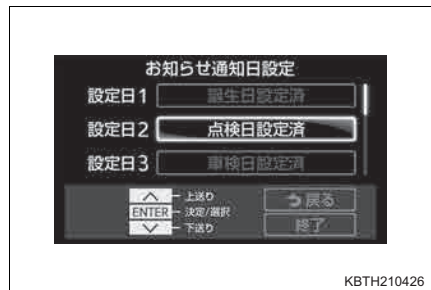 お知らせ通知日設定
設定日1 誕生日設定済
設定日2 点検日設定済
設定日3 車検日設定済
上送り
ENTER 決定/選択
下送り
戻る
終了
KBTH210426